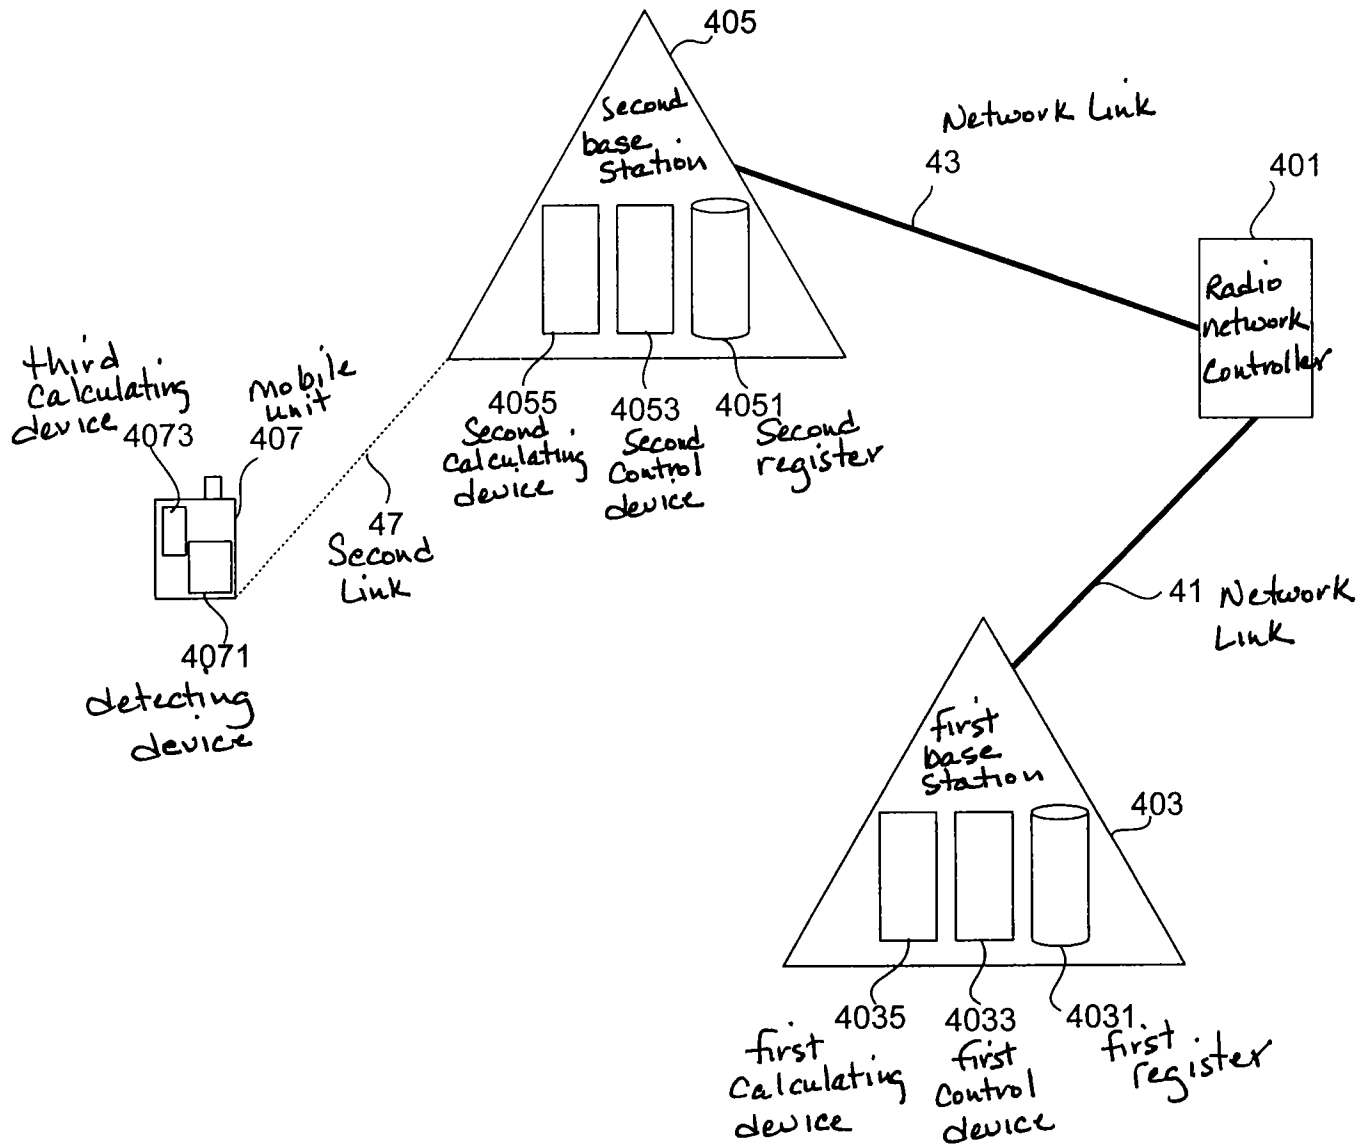 405
Second
base
Station
Network Link
43
401
Radio
network
Controller
third
calculating
device
4073
mobile
unit
407
4055
Second
calculating
device
4053
Second
Control
device
4051
Second
register
47
Second
Link
4071
detecting
device
41 Network
Link
first
base
station
403
4035
first
calculating
device
4033
first
control
device
4031
first
register